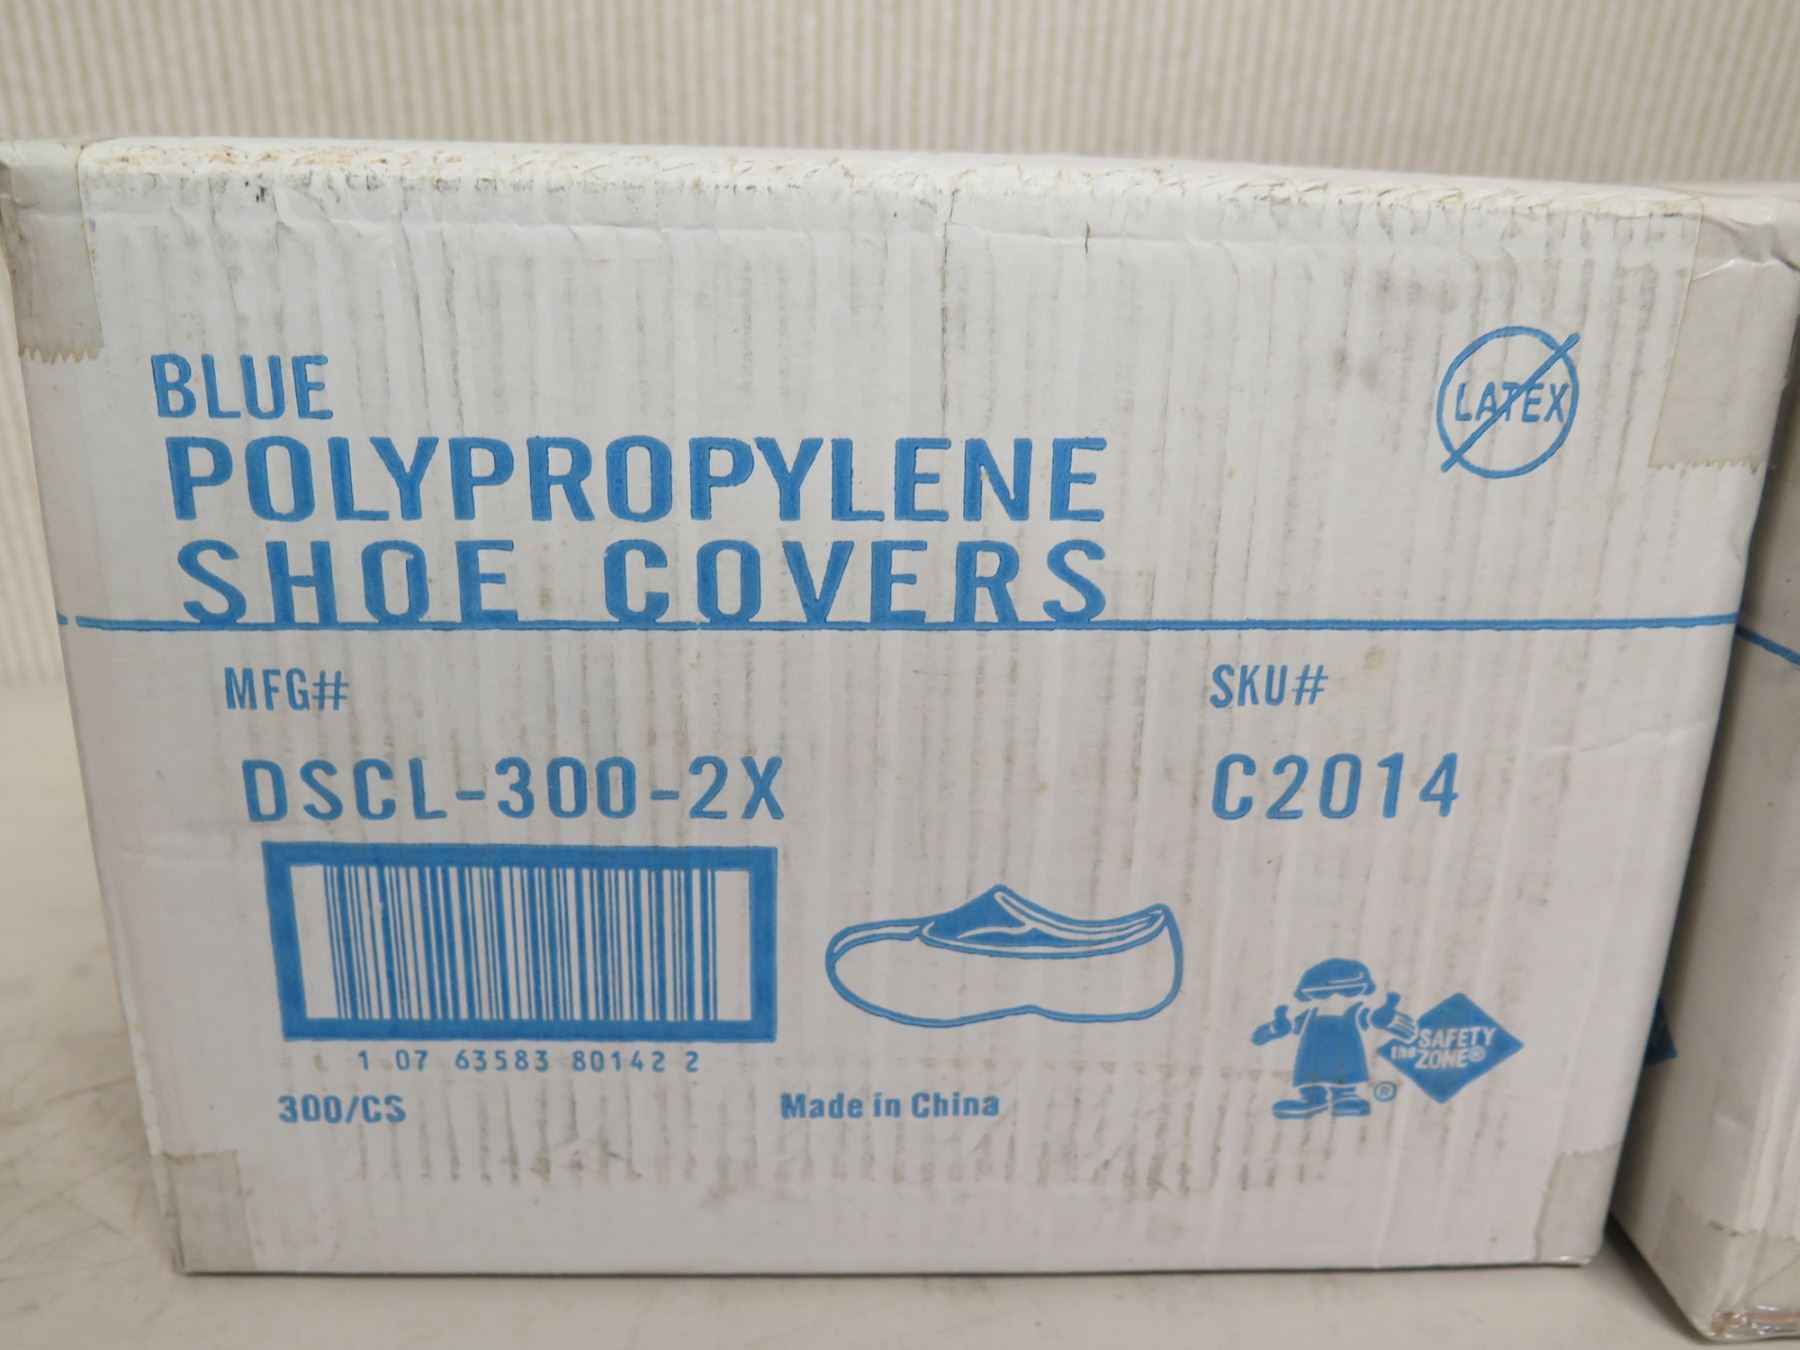 BLUE
POLYPROPYLENE
SHOE COVERS
LATEX
MFG#
SKU#
DSCL-300-2X
C2014
1 07 63583 80142 2
300/CS
Made in China
®
the SAFETY
ZONE®